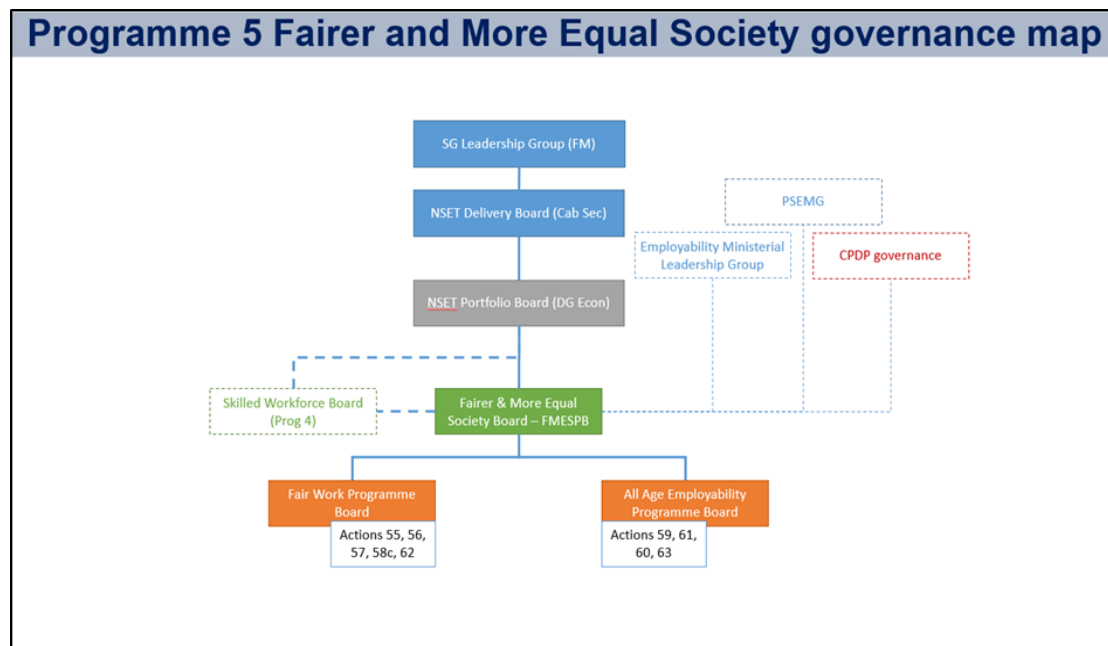 Programme 5 Fairer and More Equal Society governance map
SG Leadership Group (FM)
PSEMG
NSET Delivery Board (Cab Sec)
Employability Ministerial
Leadership Group
CPDP governance
NSET Portfolio Board (DG Econ)
Skilled Workforce Board
(Prog 4)
Fairer & More Equal
Society Board – FMESPB
Fair Work Programme
Board
Actions 55, 56,
57, 58c, 62
All Age Employability
Programme Board
Actions 59, 61,
60, 63